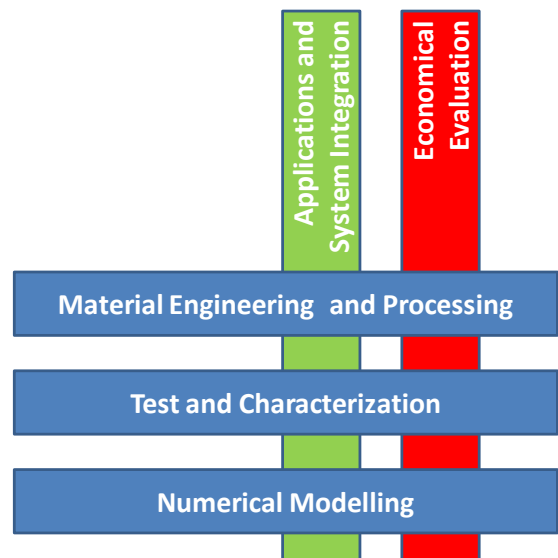 Applications and
System Integration
Economical
Evaluation
Material Engineering and Processing
Test and Characterization
Numerical Modelling